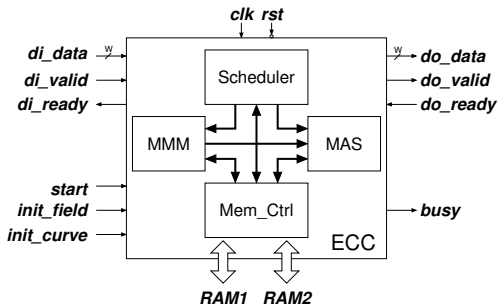 clk rst
di_data w w do_data
di_valid Scheduler do_valid
di_ready do_ready
MMM MAS
start
init_field Mem_Ctrl busy
init_curve ECC
RAM1 RAM2